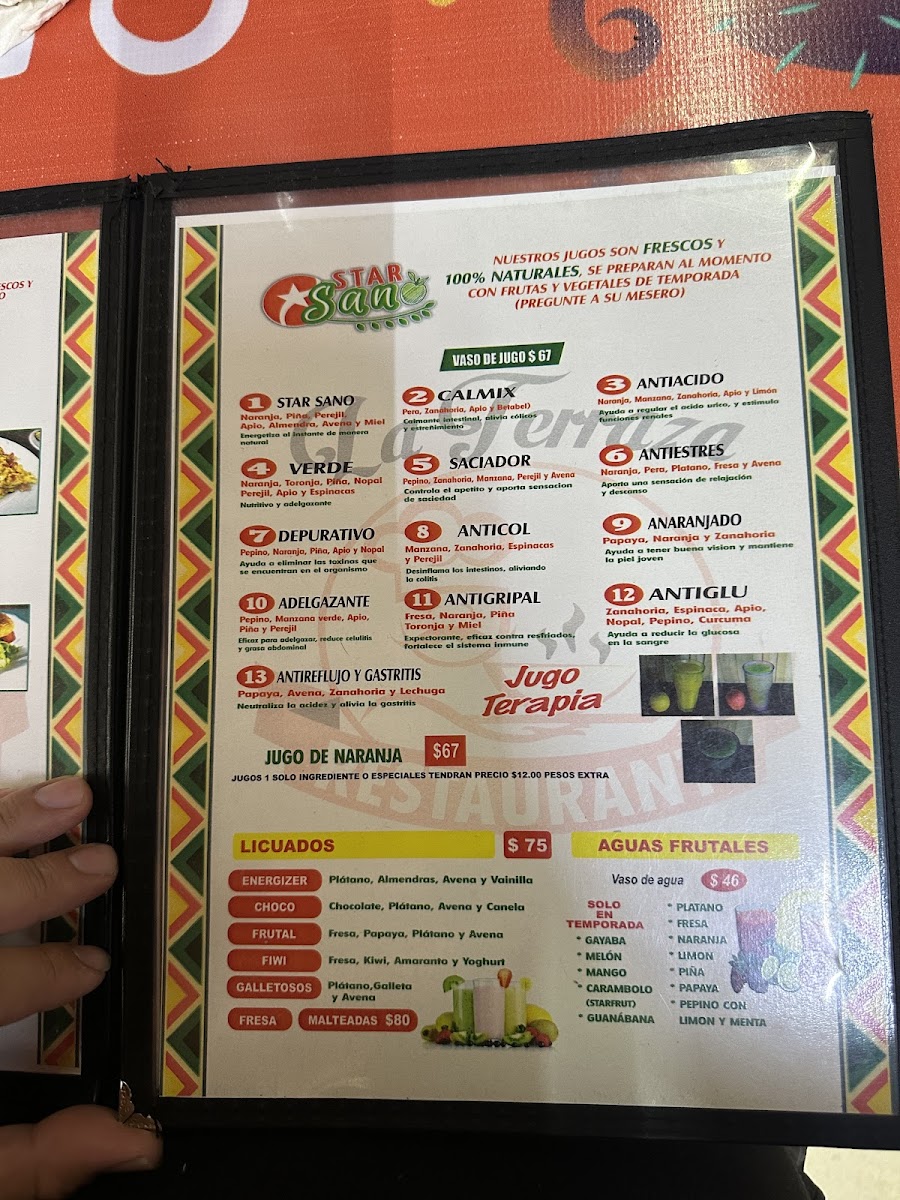 STAR
Sano
NUESTROS JUGOS SON FRESCOS Y
100% NATURALES, SE PREPARAN AL MOMENTO
CON FRUTAS Y VEGETALES DE TEMPORADA
(PREGUNTE A SU MESERO)
VASO DE JUGO $ 67
La Terraza
RESTAURANT
1 STAR SANO
Naranja, Piña, Perejil,
Apio, Almendra, Avena y Miel
Energetiza al instante de manera
natural
2 CALMIX
Pera, Zanahoria, Apio y Betabel)
Calmante intestinal, alivia cólicos
y estreñimiento
3 ANTIACIDO
Naranja, Manzana, Zanahoria, Apio y Limón
Ayuda a regular el acido urico, y estimula
funciones renales
4 VERDE
Naranja, Toronja, Piña, Nopal
Perejil, Apio y Espinacas
Nutritivo y adelgazante
5 SACIADOR
Pepino, Zanahoria, Manzana, Perejil y Avena
Controla el apetito y aporta sensacion
de saciedad
6 ANTIESTRES
Naranja, Pera, Platano, Fresa y Avena
Aporta una sensación de relajación
y descanso
7 DEPURATIVO
Pepino, Naranja, Piña, Apio y Nopal
Ayuda a eliminar las toxinas que
se encuentran en el organismo
8 ANTICOL
Manzana, Zanahoria, Espinacas
y Perejil
Desinflama los intestinos, aliviando
la colitis
9 ANARANJADO
Papaya, Naranja y Zanahoria
Ayuda a tener buena vision y mantiene
la piel joven
10 ADELGAZANTE
Pepino, Manzana verde, Apio,
Piña y Perejil
Eficaz para adelgazar, reduce celulitis
y grasa abdominal
11 ANTIGRIPAL
Fresa, Naranja, Piña
Toronja y Miel
Expectorante, eficaz contra resfriados,
fortalece el sistema inmune
12 ANTIGLU
Zanahoria, Espinaca, Apio,
Nopal, Pepino, Curcuma
Ayuda a reducir la glucosa
en la sangre
13 ANTIREFLUJO Y GASTRITIS
Papaya, Avena, Zanahoria y Lechuga
Neutraliza la acides y alivia la gastritis
Jugo
Terapia
JUGO DE NARANJA $67
JUGOS 1 SOLO INGREDIENTE O ESPECIALES TENDRAN PRECIO $12.00 PESOS EXTRA
LICUADOS $ 75
ENERGIZER Plátano, Almendras, Avena y Vainilla
CHOCO Chocolate, Plátano, Avena y Canela
FRUTAL Fresa, Papaya, Plátano y Avena
FIWI Fresa, Kiwi, Amaranto y Yoghurt
GALLETOSOS Plátano,Galleta
y Avena
FRESA MALTEADAS $80
AGUAS FRUTALES
Vaso de agua $ 46
SOLO
EN
TEMPORADA
* GAYABA
* MELÓN
* MANGO
* CARAMBOLO
(STARFRUT)
* GUANÁBANA
* PLATANO
* FRESA
* NARANJA
* LIMON
* PIÑA
* PAPAYA
* PEPINO CON
LIMON Y MENTA